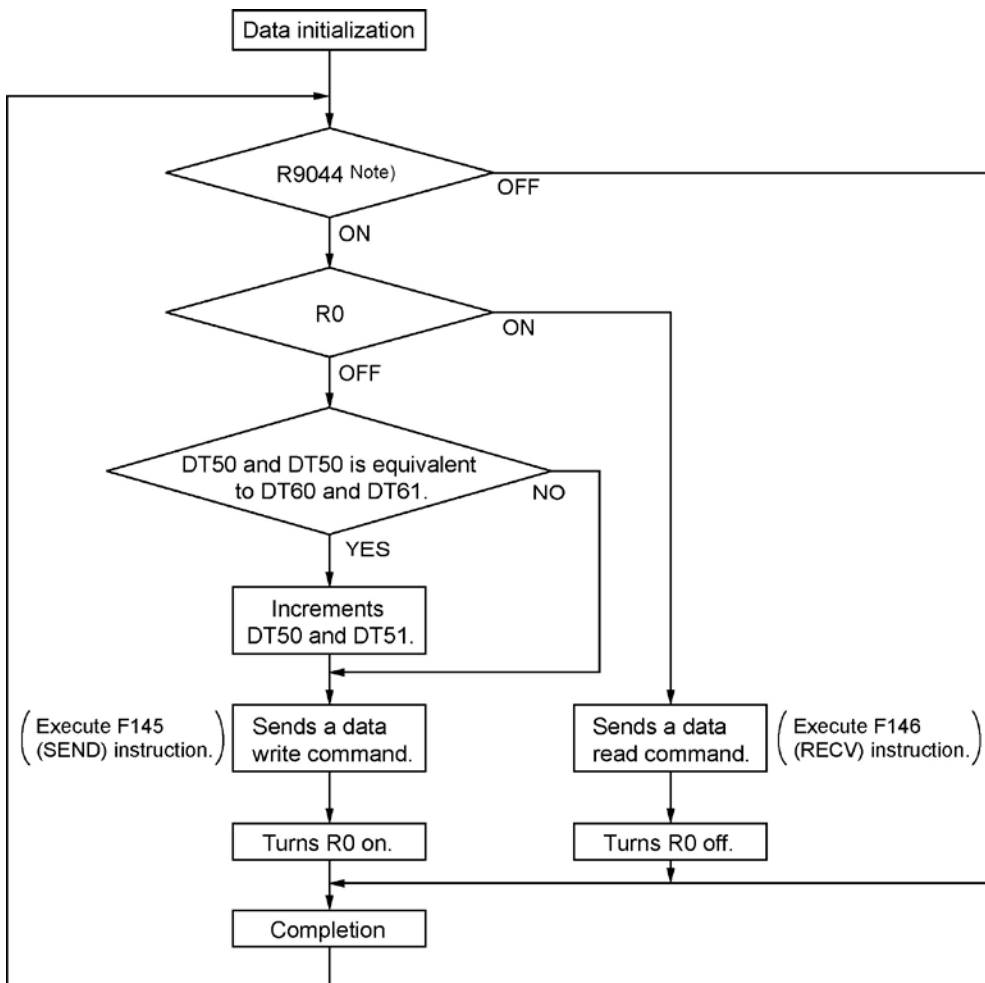 Data initialization
R9044 Note)
OFF
ON
R0
ON
OFF
DT50 and DT50 is equivalent
to DT60 and DT61.
NO
YES
Increments
DT50 and DT51.
(Execute F145
(SEND) instruction.)
Sends a data
write command.
Sends a data
read command.
(Execute F146
(RECV) instruction.)
Turns R0 on.
Turns R0 off.
Completion